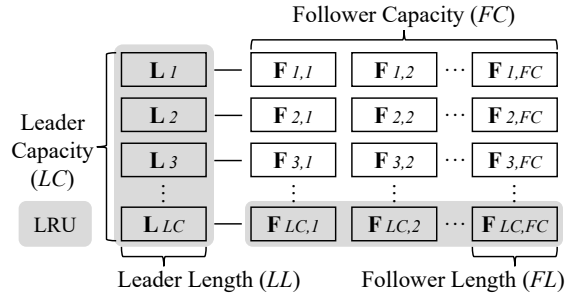 Follower Capacity (FC)
L 1 F 1,1 F 1,2 ··· F 1,FC
L 2 F 2,1 F 2,2 ··· F 2,FC
Leader
Capacity
(LC)
L 3 F 3,1 F 3,2 ··· F 3,FC
⋮ ⋮ ⋮ ⋮
LRU L LC F LC,1 F LC,2 ··· F LC,FC
Leader Length (LL) Follower Length (FL)